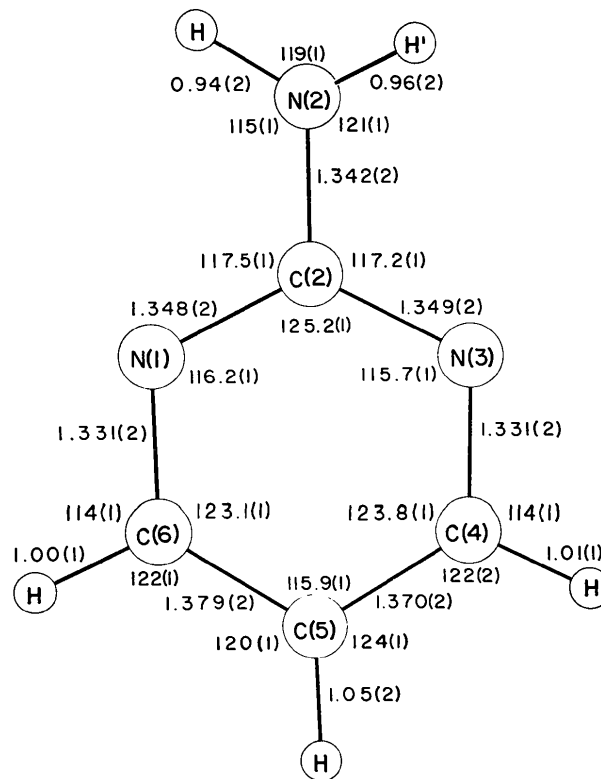 H H'
119(1)
0.94(2) N(2) 0.96(2)
115(1) 121(1)
1.342(2)
117.5(1) C(2) 117.2(1)
1.348(2) 125.2(1) 1.349(2)
N(1) N(3)
116.2(1) 115.7(1)
1.331(2) 1.331(2)
114(1) 123.1(1) 123.8(1) 114(1)
C(6) C(4)
1.00(1) 1.01(1)
122(1) 115.9(1) 122(2)
H 1.379(2) 1.370(2) H
C(5)
120(1) 124(1)
1.05(2)
H